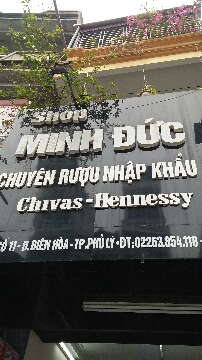 Shop
MINH ĐỨC
CHUYÊN RƯỢU NHẬP KHẨU
Chivas - Hennessy
Ố 11 - Đ. BIÊN HÒA - TP. PHỦ LÝ - ĐT: 02263.854.118 -